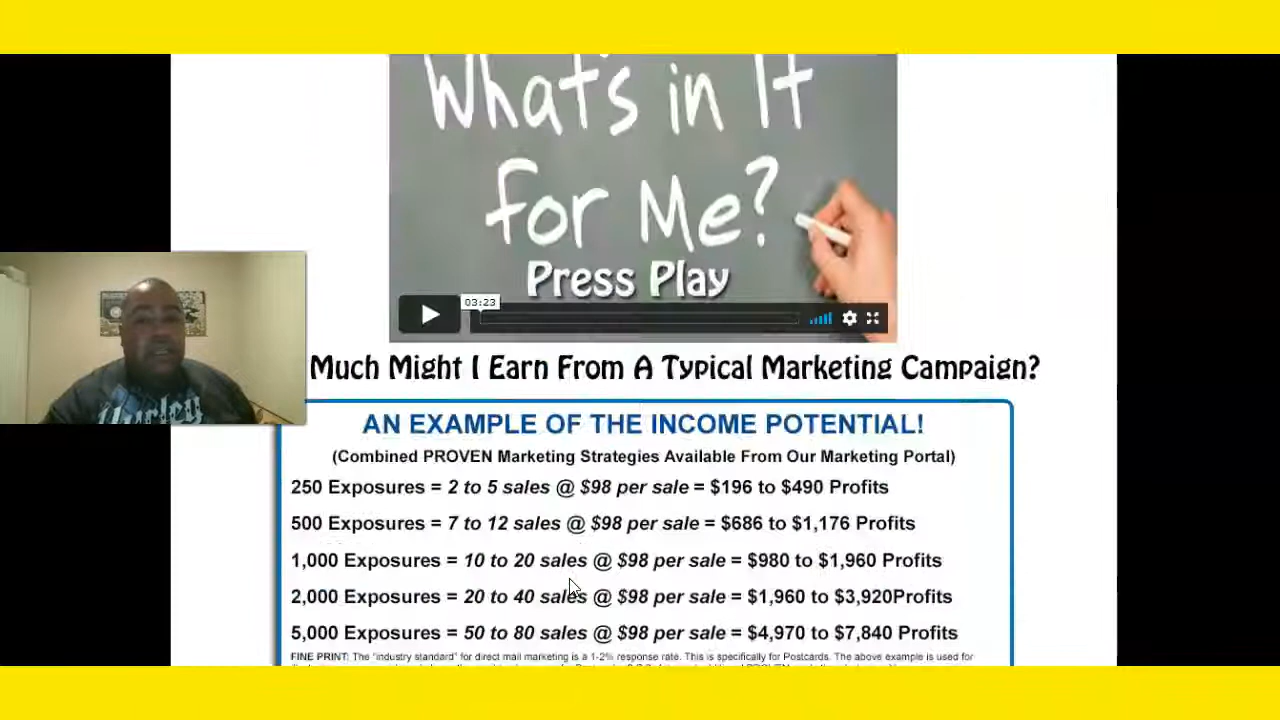 What's in It
for Me?
Press Play
03:23
Much Might I Earn From A Typical Marketing Campaign?
AN EXAMPLE OF THE INCOME POTENTIAL!
(Combined PROVEN Marketing Strategies Available From Our Marketing Portal)
250 Exposures = 2 to 5 sales @ $98 per sale = $196 to $490 Profits
500 Exposures = 7 to 12 sales @ $98 per sale = $686 to $1,176 Profits
1,000 Exposures = 10 to 20 sales @ $98 per sale = $980 to $1,960 Profits
2,000 Exposures = 20 to 40 sales @ $98 per sale = $1,960 to $3,920Profits
5,000 Exposures = 50 to 80 sales @ $98 per sale = $4,970 to $7,840 Profits
FINE PRINT: The "industry standard" for direct mail marketing is a 1-2% response rate. This is specifically for Postcards. The above example is used for
Hurley